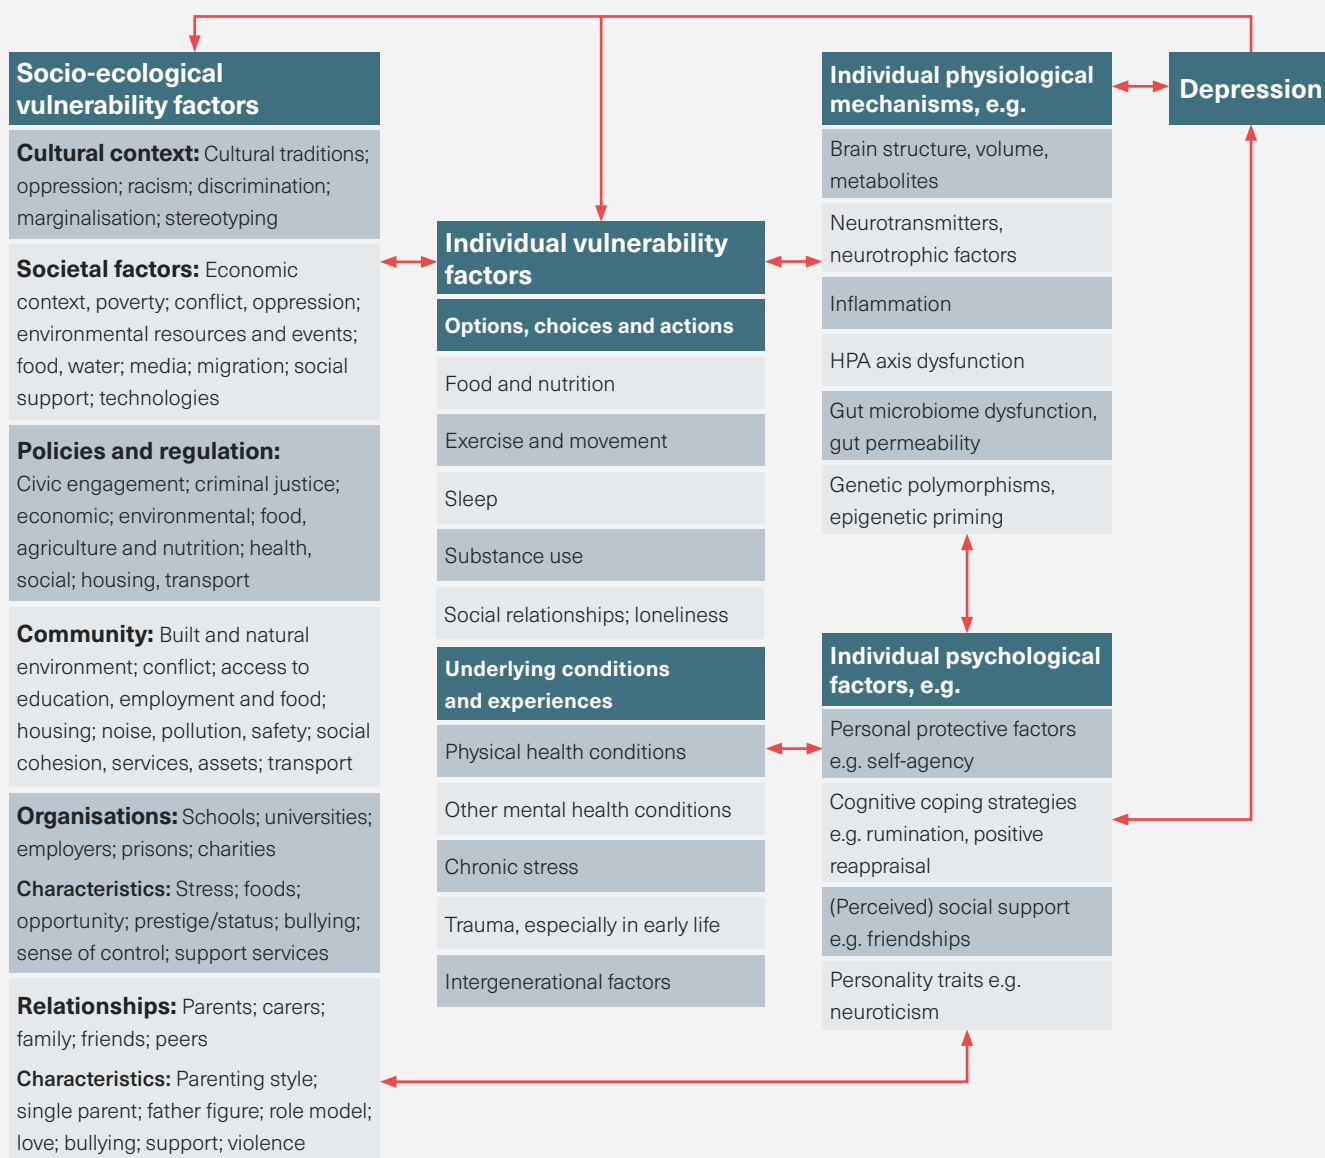 Socio-ecological
vulnerability factors
Cultural context: Cultural traditions;
oppression; racism; discrimination;
marginalisation; stereotyping
Societal factors: Economic
context, poverty; conflict, oppression;
environmental resources and events;
food, water; media; migration; social
support; technologies
Policies and regulation:
Civic engagement; criminal justice;
economic; environmental; food,
agriculture and nutrition; health,
social; housing, transport
Community: Built and natural
environment; conflict; access to
education, employment and food;
housing; noise, pollution, safety; social
cohesion, services, assets; transport
Organisations: Schools; universities;
employers; prisons; charities
Characteristics: Stress; foods;
opportunity; prestige/status; bullying;
sense of control; support services
Relationships: Parents; carers;
family; friends; peers
Characteristics: Parenting style;
single parent; father figure; role model;
love; bullying; support; violence
Individual vulnerability
factors
Options, choices and actions
Food and nutrition
Exercise and movement
Sleep
Substance use
Social relationships; loneliness
Underlying conditions
and experiences
Physical health conditions
Other mental health conditions
Chronic stress
Trauma, especially in early life
Intergenerational factors
Individual physiological
mechanisms, e.g.
Brain structure, volume,
metabolites
Neurotransmitters,
neurotrophic factors
Inflammation
HPA axis dysfunction
Gut microbiome dysfunction,
gut permeability
Genetic polymorphisms,
epigenetic priming
Individual psychological
factors, e.g.
Personal protective factors
e.g. self-agency
Cognitive coping strategies
e.g. rumination, positive
reappraisal
(Perceived) social support
e.g. friendships
Personality traits e.g.
neuroticism
Depression